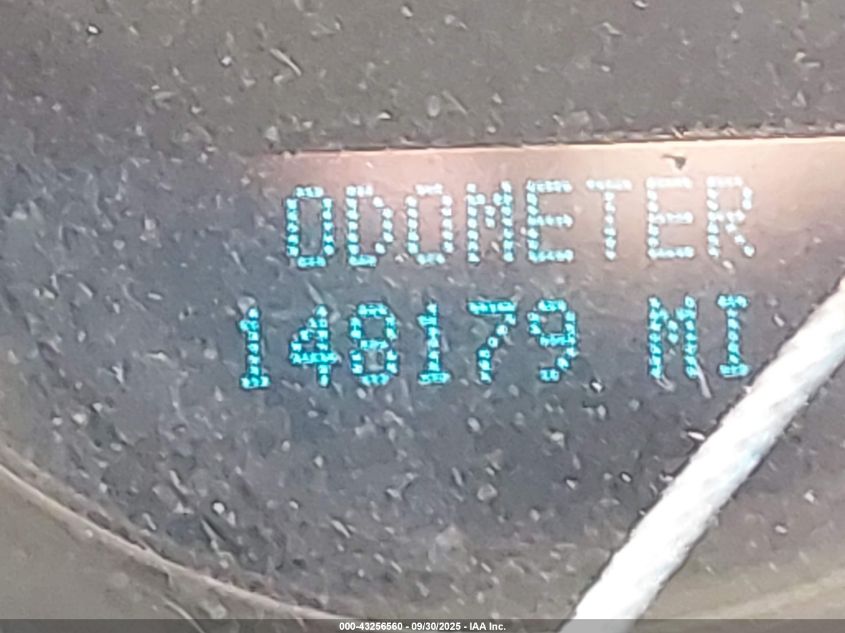 ODOMETER
148179 MI
000-43256560 - 09/30/2025 - IAA Inc.